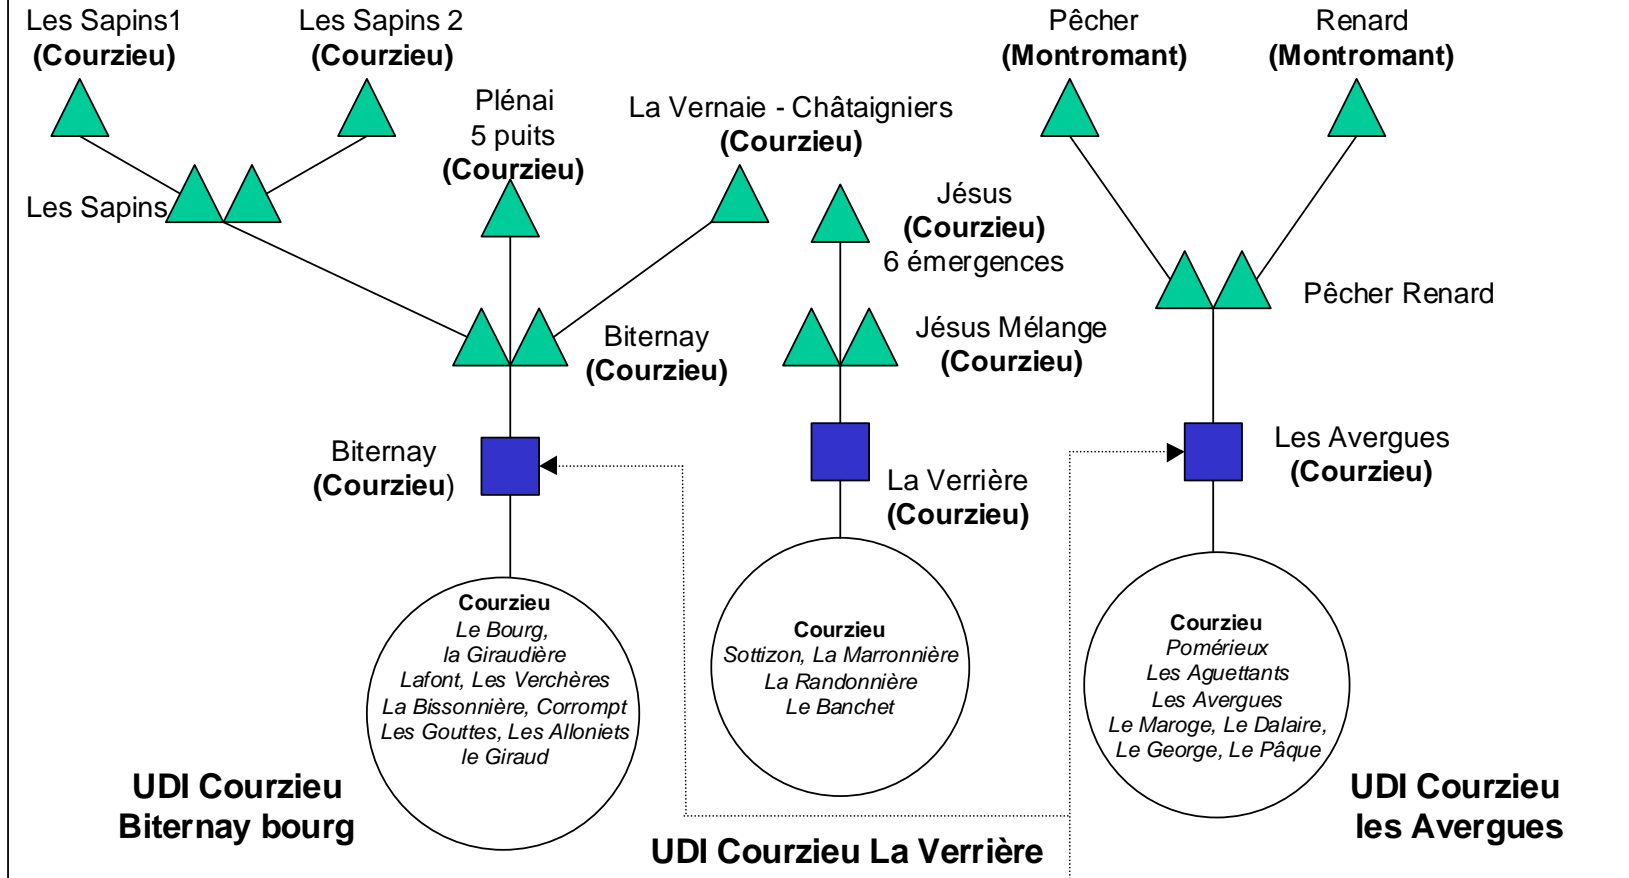 Les Sapins1
(Courzieu)
Les Sapins 2
(Courzieu)
Pêcher
(Montromant)
Renard
(Montromant)
Plénai
5 puits
(Courzieu)
La Vernaie - Châtaigniers
(Courzieu)
Les Sapins
Jésus
(Courzieu)
6 émergences
Pêcher Renard
Biternay
(Courzieu)
Jésus Mélange
(Courzieu)
Biternay
(Courzieu)
La Verrière
(Courzieu)
Les Avergues
(Courzieu)
Courzieu
Le Bourg,
la Giraudière
Lafont, Les Verchères
La Bissonnière, Corrompt
Les Gouttes, Les Alloniets
le Giraud
Courzieu
Sottizon, La Marronnière
La Randonnière
Le Banchet
Courzieu
Pomérieux
Les Aguettants
Les Avergues
Le Maroge, Le Dalaire,
Le George, Le Pâque
UDI Courzieu
Biternay bourg
UDI Courzieu La Verrière
UDI Courzieu
les Avergues